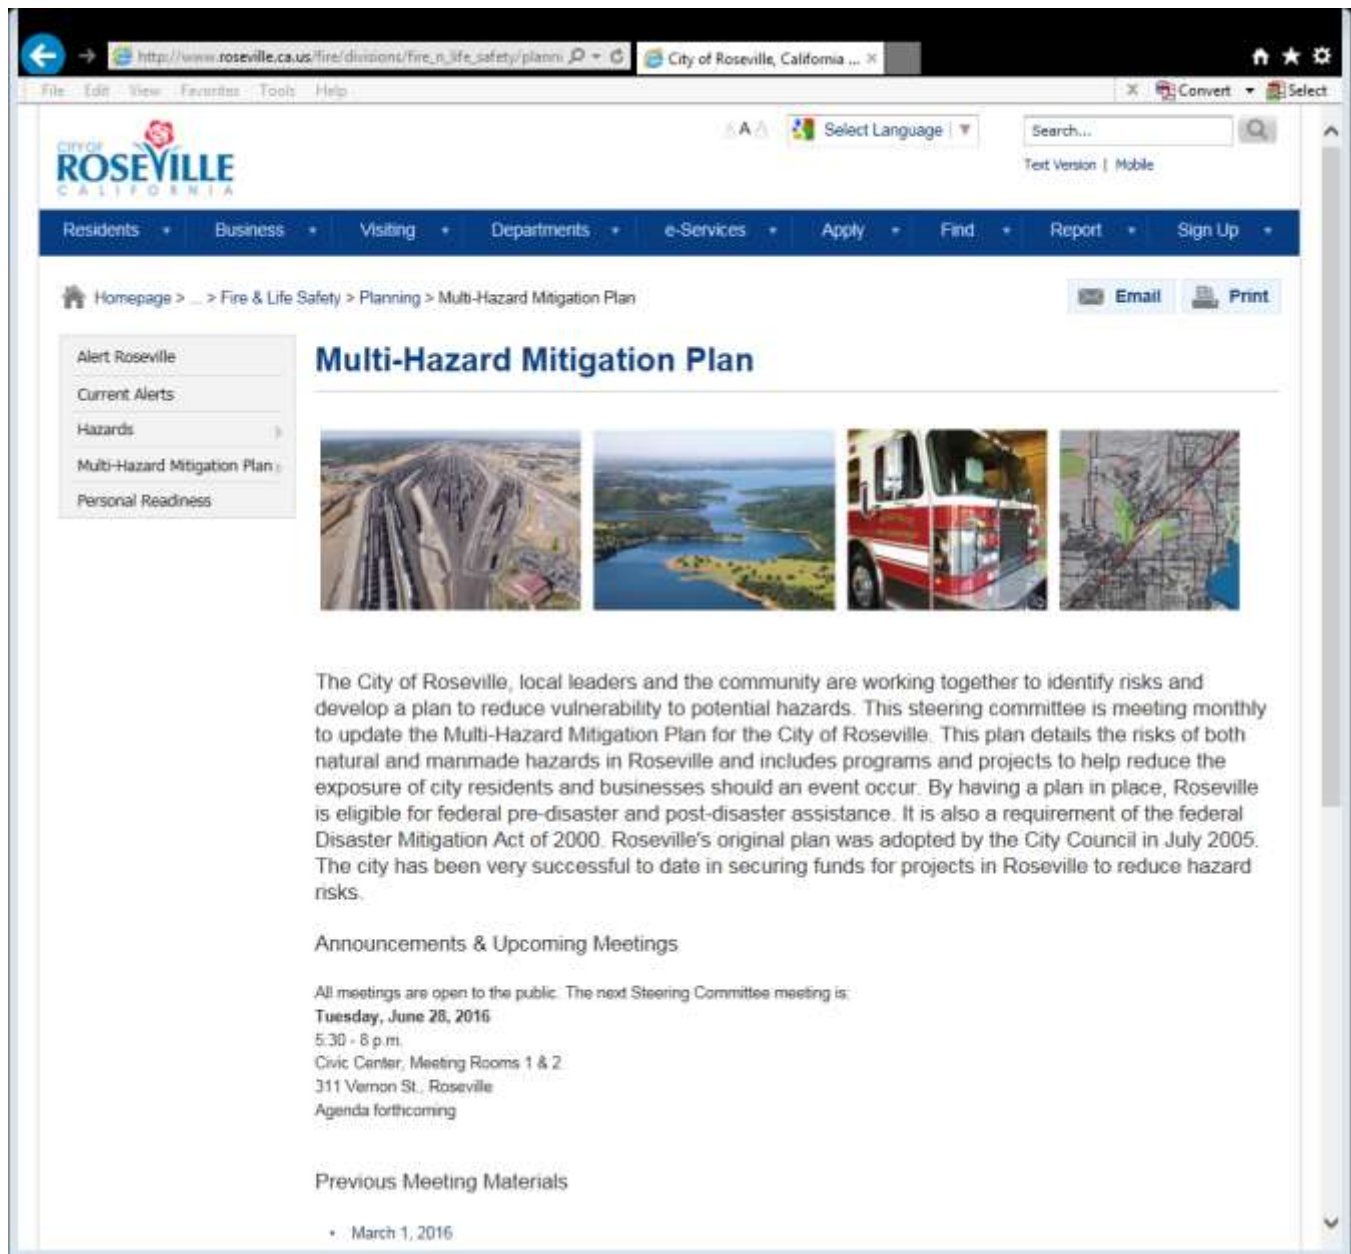 http://www.roseville.ca.us/fire/divisions/fire_n_life_safety/planni
City of Roseville, California ...
File Edit View Favorites Tools Help
Convert Select
CITY OF
ROSEVILLE
CALIFORNIA
A A A
Select Language
Search...
Text Version | Mobile
Residents Business Visiting Departments e-Services Apply Find Report Sign Up
Homepage > ... > Fire & Life Safety > Planning > Multi-Hazard Mitigation Plan
Email Print
Alert Roseville
Current Alerts
Hazards
Multi-Hazard Mitigation Plan
Personal Readiness
Multi-Hazard Mitigation Plan
The City of Roseville, local leaders and the community are working together to identify risks and
develop a plan to reduce vulnerability to potential hazards. This steering committee is meeting monthly
to update the Multi-Hazard Mitigation Plan for the City of Roseville. This plan details the risks of both
natural and manmade hazards in Roseville and includes programs and projects to help reduce the
exposure of city residents and businesses should an event occur. By having a plan in place, Roseville
is eligible for federal pre-disaster and post-disaster assistance. It is also a requirement of the federal
Disaster Mitigation Act of 2000. Roseville's original plan was adopted by the City Council in July 2005.
The city has been very successful to date in securing funds for projects in Roseville to reduce hazard
risks.
Announcements & Upcoming Meetings
All meetings are open to the public. The next Steering Committee meeting is:
Tuesday, June 28, 2016
5:30 - 8 p.m.
Civic Center, Meeting Rooms 1 & 2
311 Vernon St., Roseville
Agenda forthcoming
Previous Meeting Materials
• March 1, 2016